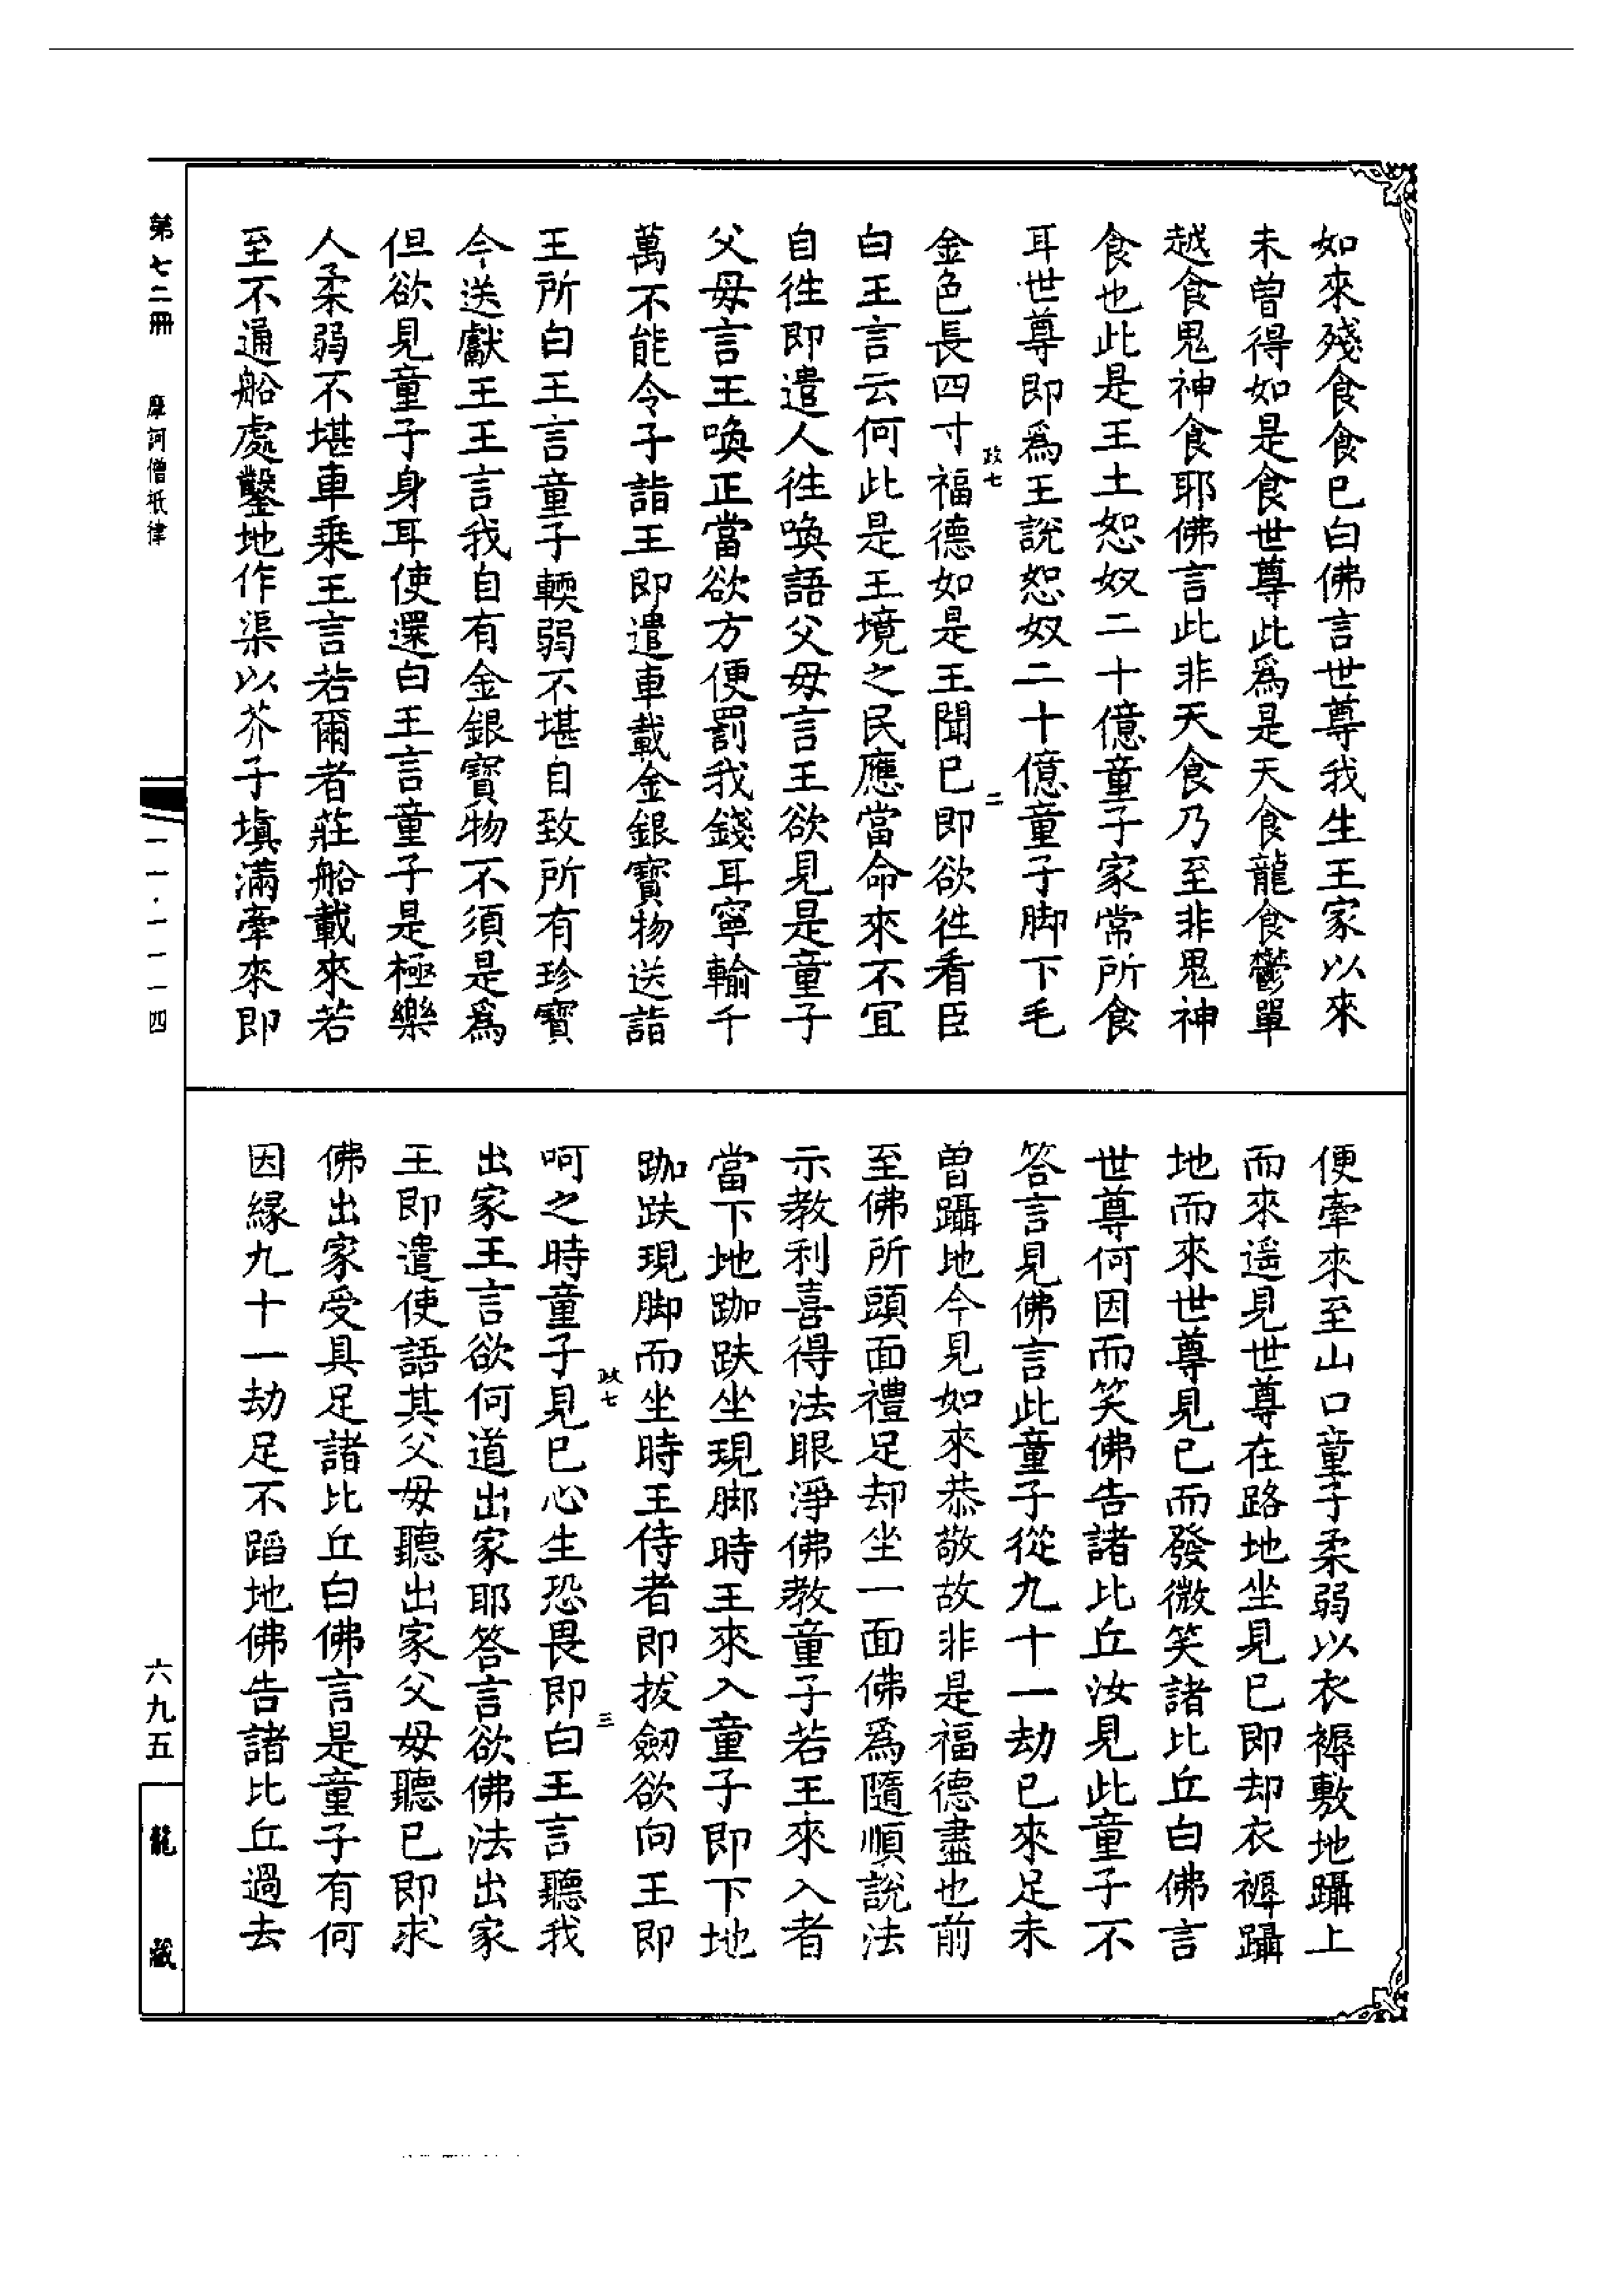 如來殘食食已白佛言世尊我生王家以來
未曾得如是食世尊此爲是天食龍食鬱單
越食鬼神食耶佛言此非天食乃至非鬼神
食也此是王土恕奴二十億童子家常所食
耳世尊即爲王說恕奴二十億童子脚下毛
金色長四寸福德如是王聞已即欲往看臣
政七
二
白王言云何此是王境之民應當命來不宜
自往即遣人往喚語父母言王欲見是童子
父母言王喚正當欲方便罰我錢耳寧輸千
萬不能令子詣王即遣車載金銀寶物送詣
王所白王言童子輭弱不堪自致所有珍寶
今送獻王王言我自有金銀寶物不須是爲
但欲見童子身耳使還白王言童子是極樂
人柔弱不堪車乘王言若爾者莊船載來若
至不通船處鑿地作渠以芥子塡滿牽來即
便牽來至山口童子柔弱以衣褥敷地躡上
而來遥見世尊在路地坐見已即却衣褥躡
地而來世尊見已而發微笑諸比丘白佛言
世尊何因而笑佛告諸比丘汝見此童子不
答言見佛言此童子從九十一劫已來足未
曾躡地今見如來恭敬故非是福德盡也前
至佛所頭面禮足却坐一面佛爲隨順說法
示教利喜得法眼淨佛教童子若王來入者
當下地跏趺坐現脚時王來入童子即下地
跏趺現脚而坐時王侍者即拔劒欲向王即
政七
三
呵之時童子見已心生恐畏即白王言聽我
出家王言欲何道出家耶答言欲佛法出家
王即遣使語其父母聽出家父母聽已即求
佛出家受具足諸比丘白佛言是童子有何
因緣九十一劫足不蹈地佛告諸比丘過去
第七二冊
摩訶僧祇律
一一·一一一四
六九五
龍藏